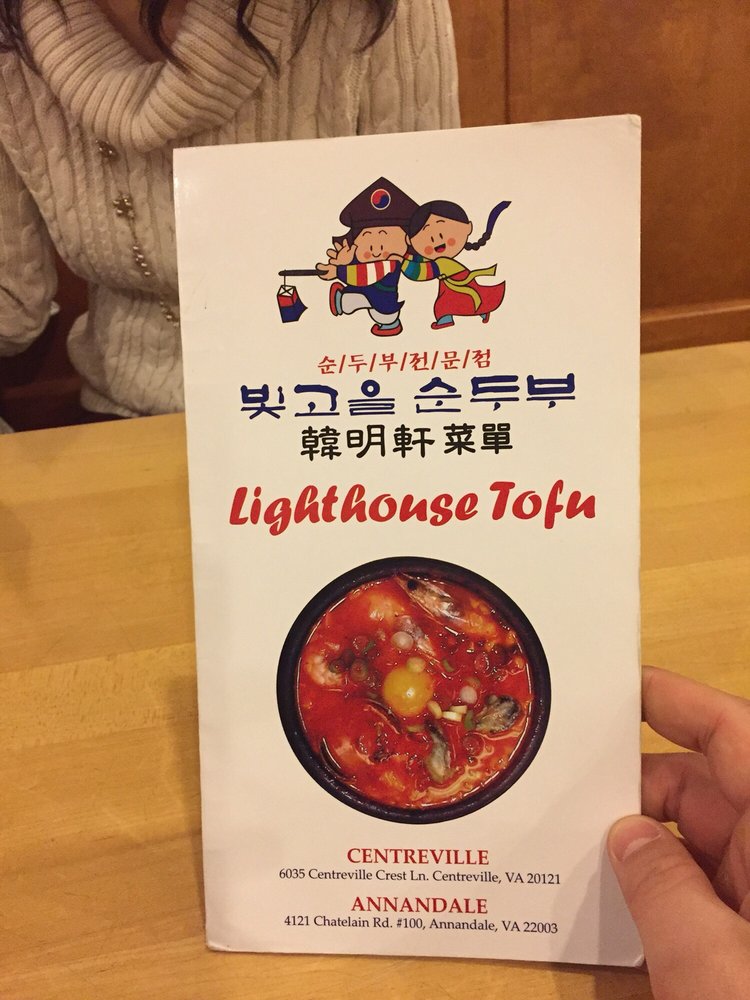 순/두/부/전/문/점
빛고을 순두부
韓明軒 菜單
Lighthouse Tofu
CENTREVILLE
6035 Centreville Crest Ln. Centreville, VA 20121
ANNANDALE
4121 Chatelain Rd. #100, Annandale, VA 22003